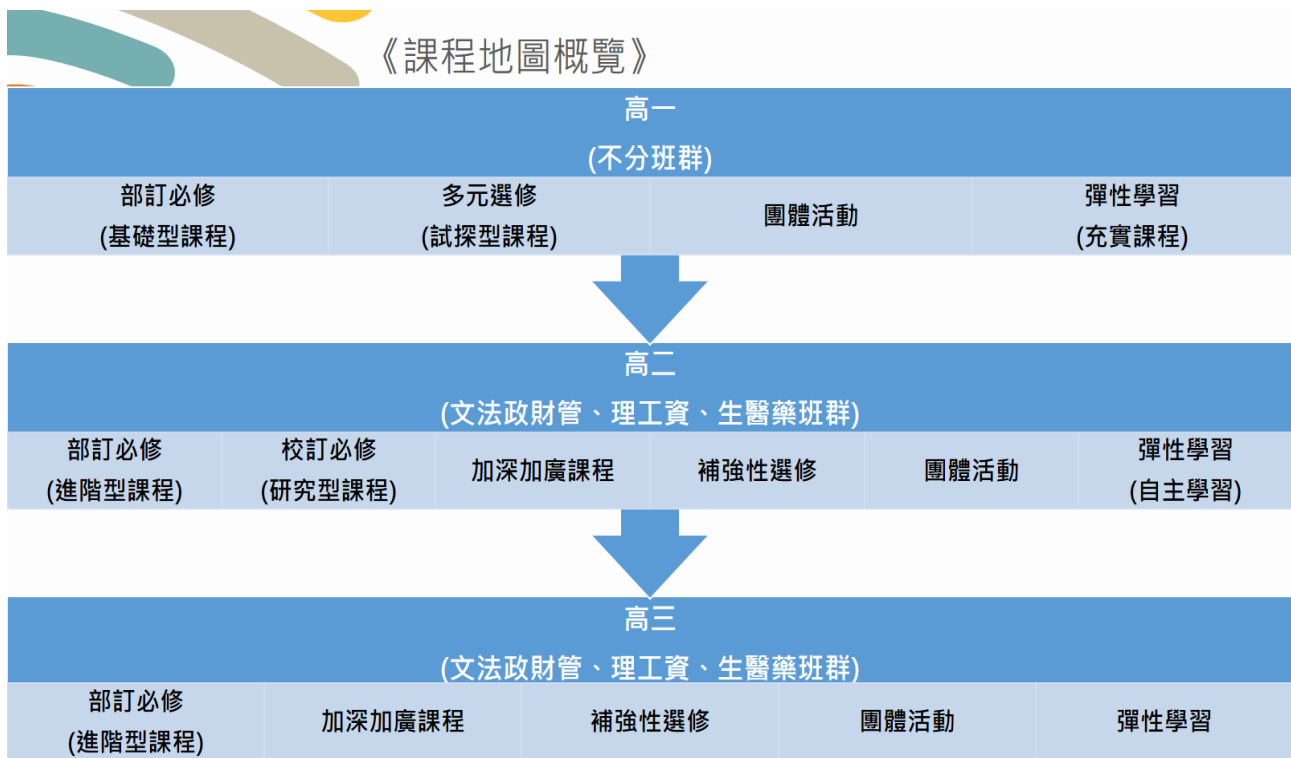 《課程地圖概覽》
高一
(不分班群)
部訂必修
(基礎型課程)
多元選修
(試探型課程)
團體活動
彈性學習
(充實課程)
高二
(文法政財管、理工資、生醫藥班群)
部訂必修
(進階型課程)
校訂必修
(研究型課程)
加深加廣課程
補強性選修
團體活動
彈性學習
(自主學習)
高三
(文法政財管、理工資、生醫藥班群)
部訂必修
(進階型課程)
加深加廣課程
補強性選修
團體活動
彈性學習